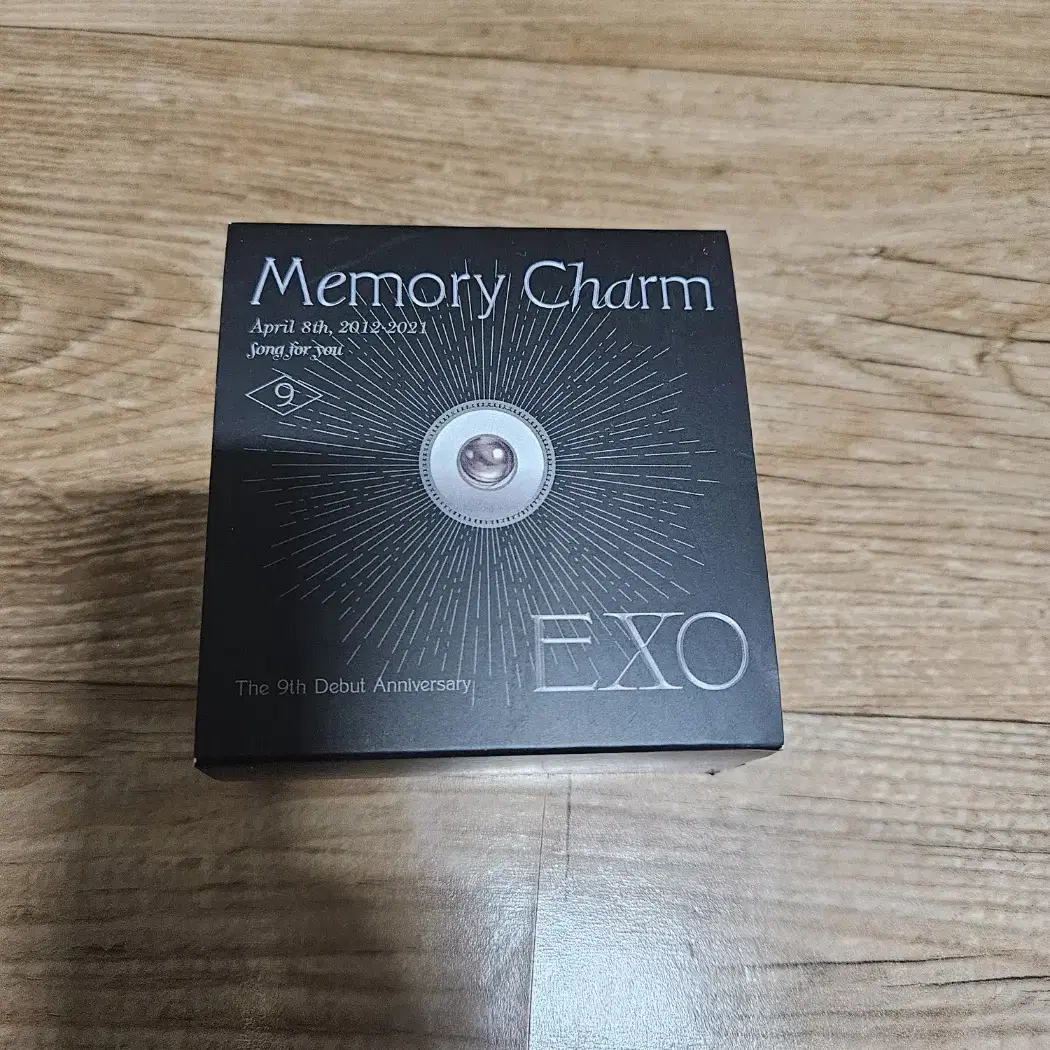 Memory Charm
April 8th, 2012-2021
Song for you
9
The 9th Debut Anniversary
EXO